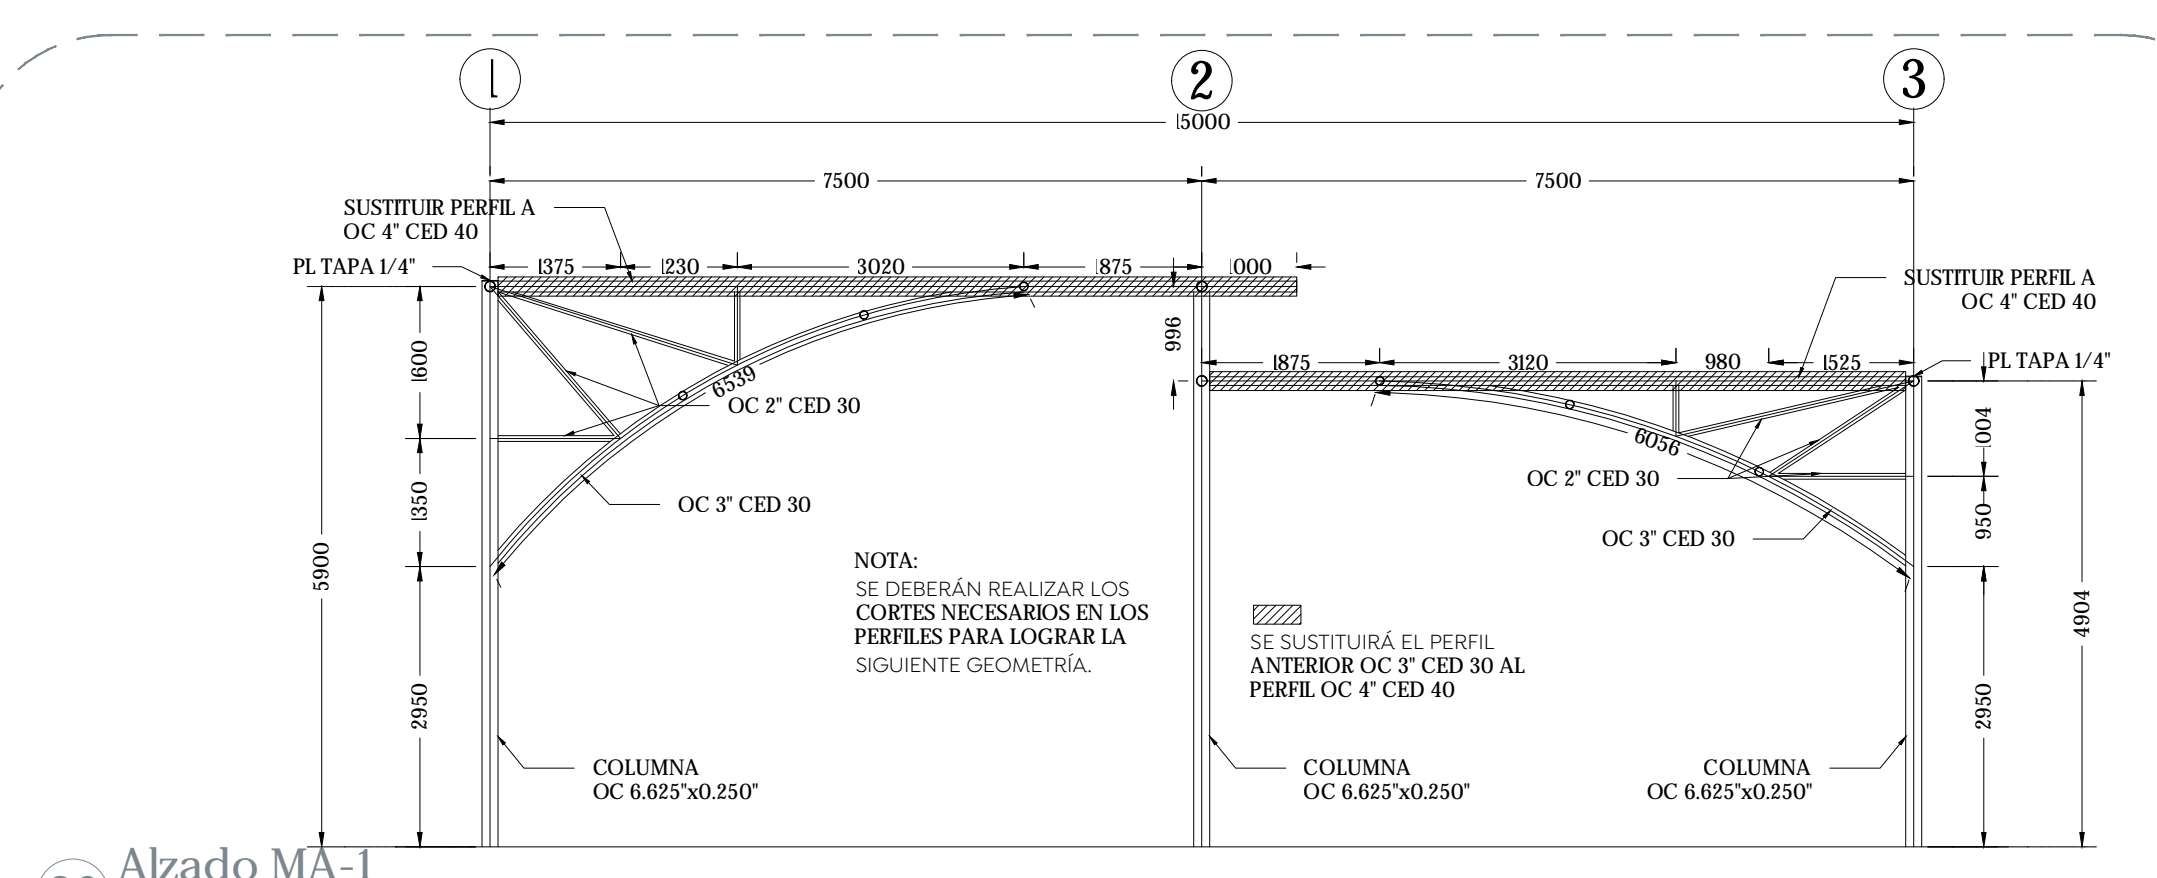 1
2
3
15000
7500
7500
SUSTITUIR PERFIL A
OC 4" CED 40
PL TAPA 1/4"
1375
1230
3020
1875
1000
SUSTITUIR PERFIL A
OC 4" CED 40
996
1875
3120
980
1525
PL TAPA 1/4"
1600
6539
OC 2" CED 30
1004
6056
OC 2" CED 30
1350
OC 3" CED 30
950
OC 3" CED 30
5900
NOTA:
SE DEBERÁN REALIZAR LOS
CORTES NECESARIOS EN LOS
PERFILES PARA LOGRAR LA
SIGUIENTE GEOMETRÍA.
SE SUSTITUIRÁ EL PERFIL
ANTERIOR OC 3" CED 30 AL
PERFIL OC 4" CED 40
4904
2950
2950
COLUMNA
OC 6.625"x0.250"
COLUMNA
OC 6.625"x0.250"
COLUMNA
OC 6.625"x0.250"
Alzado MA-1